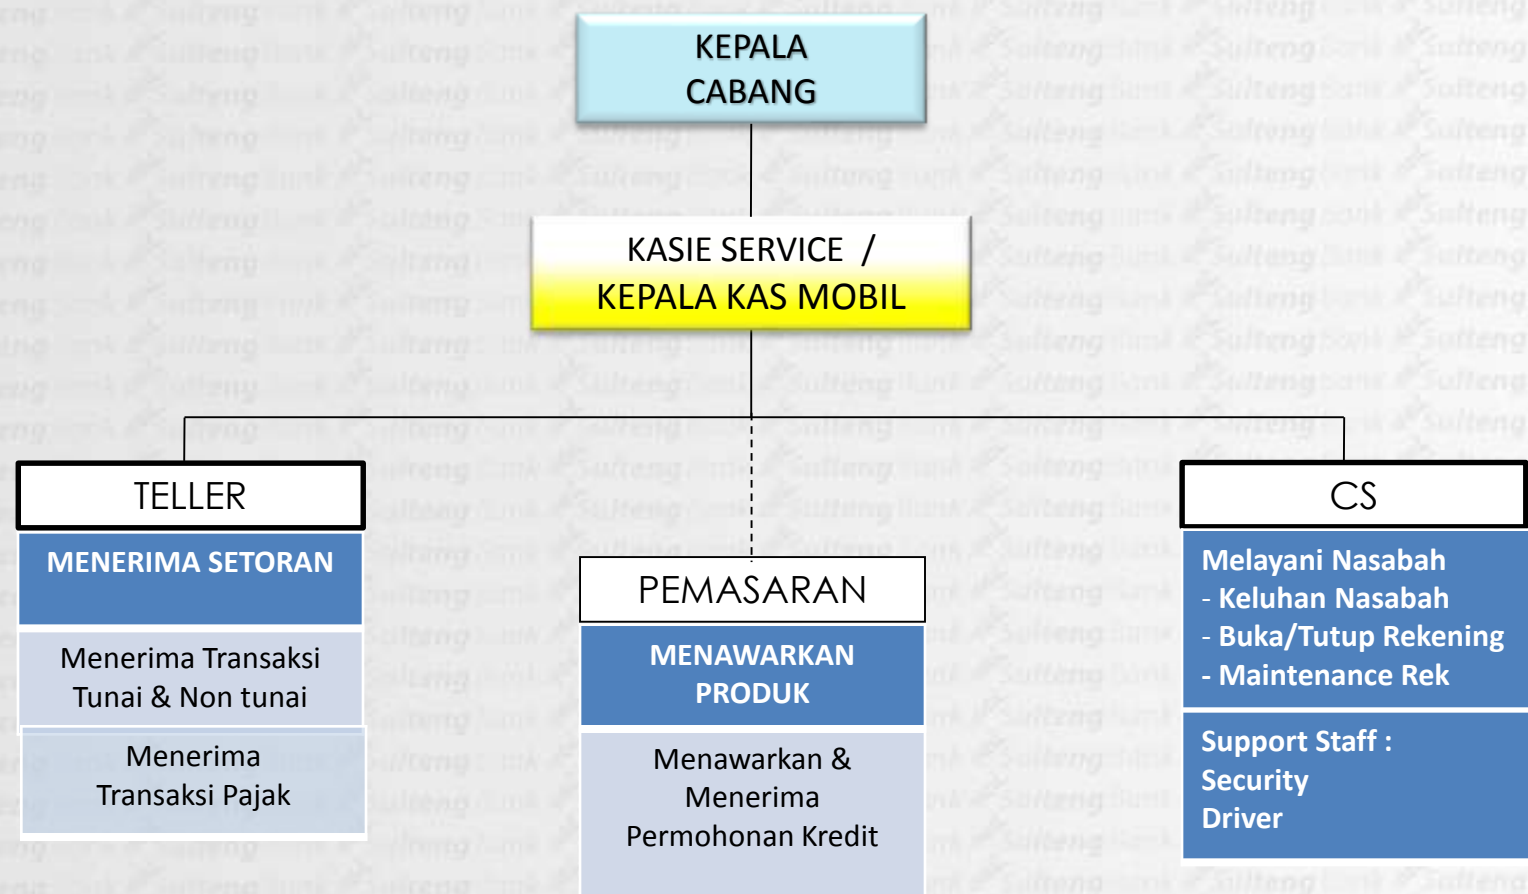 KEPALA
CABANG
KASIE SERVICE /
KEPALA KAS MOBIL
TELLER
MENERIMA SETORAN
Menerima Transaksi
Tunai & Non tunai
Menerima
Transaksi Pajak
PEMASARAN
MENAWARKAN
PRODUK
Menawarkan &
Menerima
Permohonan Kredit
CS
Melayani Nasabah
- Keluhan Nasabah
- Buka/Tutup Rekening
- Maintenance Rek
Support Staff :
Security
Driver